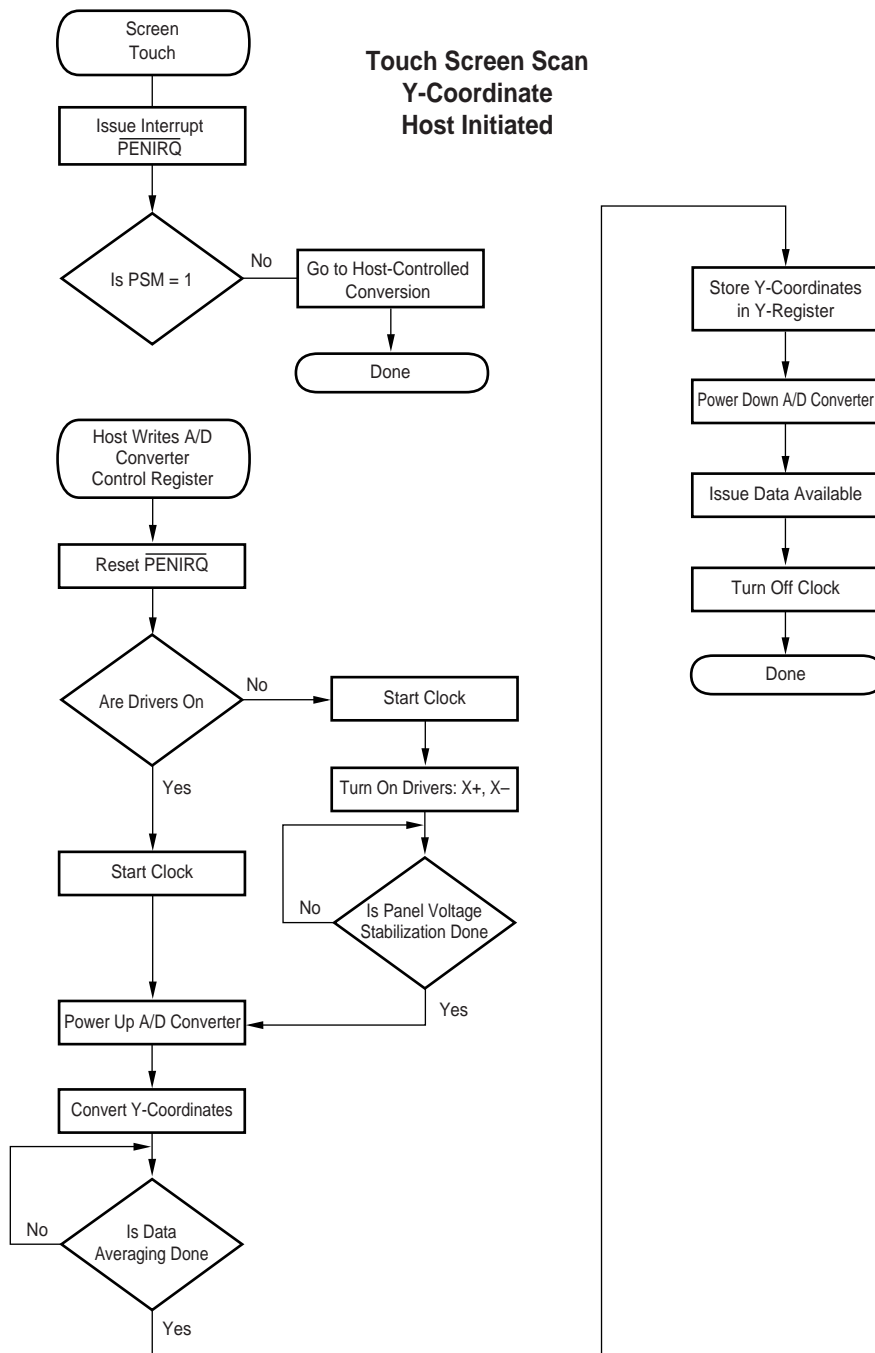 Screen
Touch
Touch Screen Scan
Y-Coordinate
Host Initiated
Issue Interrupt
PENIRQ
Is PSM = 1
No
Go to Host-Controlled
Conversion
Done
Host Writes A/D
Converter
Control Register
Reset PENIRQ
Are Drivers On
No
Start Clock
Turn On Drivers: X+, X–
Yes
Start Clock
No
Is Panel Voltage
Stabilization Done
Yes
Power Up A/D Converter
Convert Y-Coordinates
No
Is Data
Averaging Done
Yes
Store Y-Coordinates
in Y-Register
Power Down A/D Converter
Issue Data Available
Turn Off Clock
Done